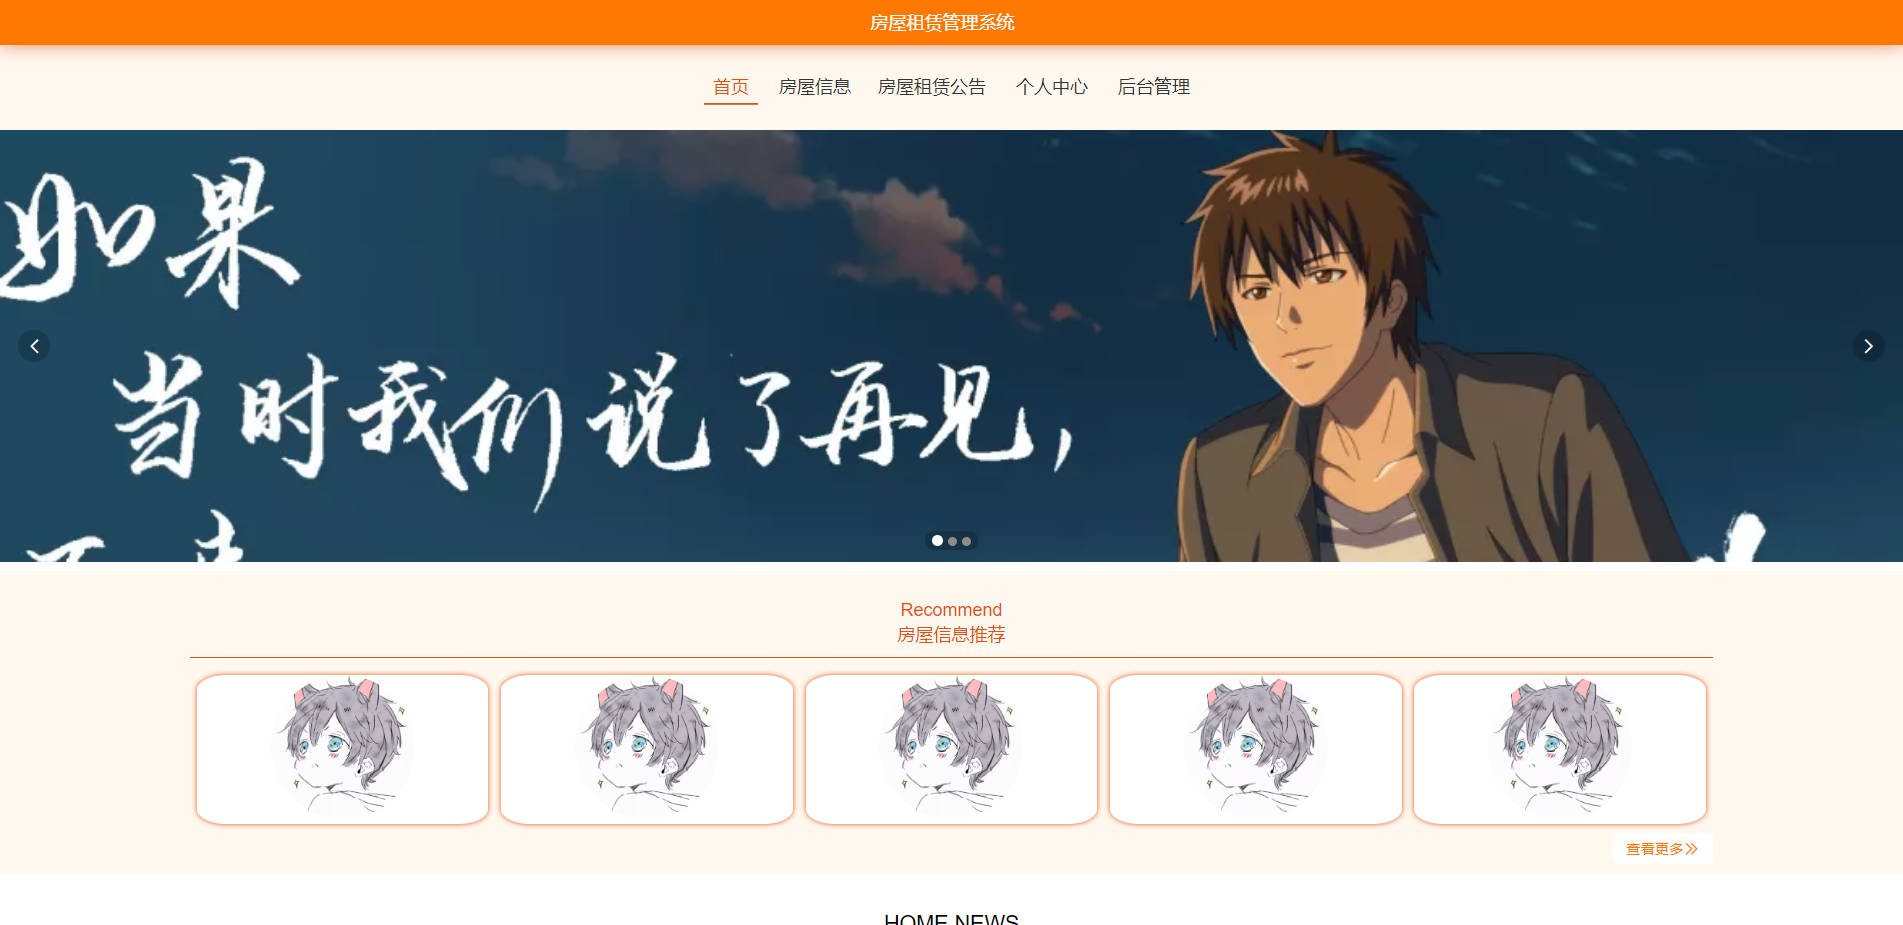 房屋租赁管理系统
首页 房屋信息 房屋租赁公告 个人中心 后台管理
如果
当时我们说了再见，
Recommend
房屋信息推荐
查看更多
HOME NEWS